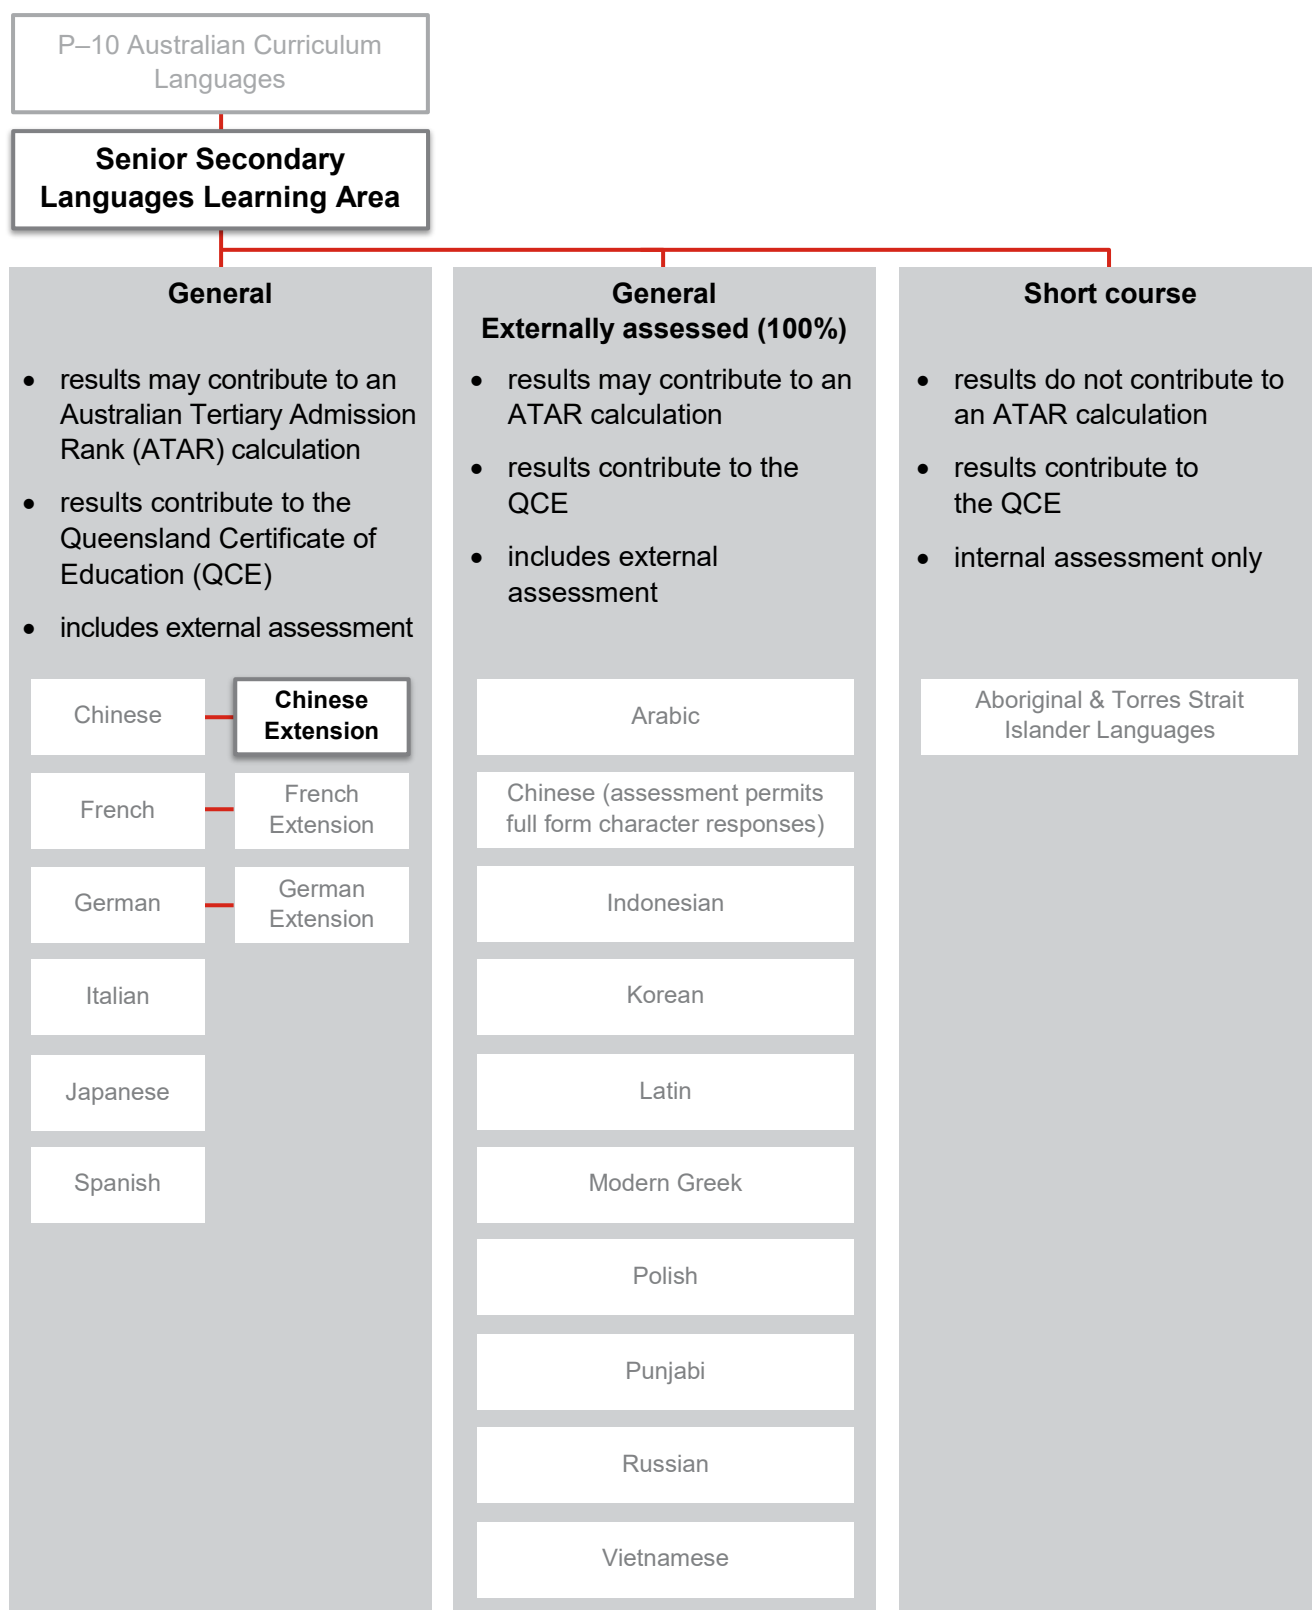 P–10 Australian Curriculum
Languages
Senior Secondary
Languages Learning Area
General
• results may contribute to an
Australian Tertiary Admission
Rank (ATAR) calculation
• results contribute to the
Queensland Certificate of
Education (QCE)
• includes external assessment
Chinese
Chinese
Extension
French
French
Extension
German
German
Extension
Italian
Japanese
Spanish
General
Externally assessed (100%)
• results may contribute to an
ATAR calculation
• results contribute to the
QCE
• includes external
assessment
Arabic
Chinese (assessment permits
full form character responses)
Indonesian
Korean
Latin
Modern Greek
Polish
Punjabi
Russian
Vietnamese
Short course
• results do not contribute to
an ATAR calculation
• results contribute to
the QCE
• internal assessment only
Aboriginal & Torres Strait
Islander Languages